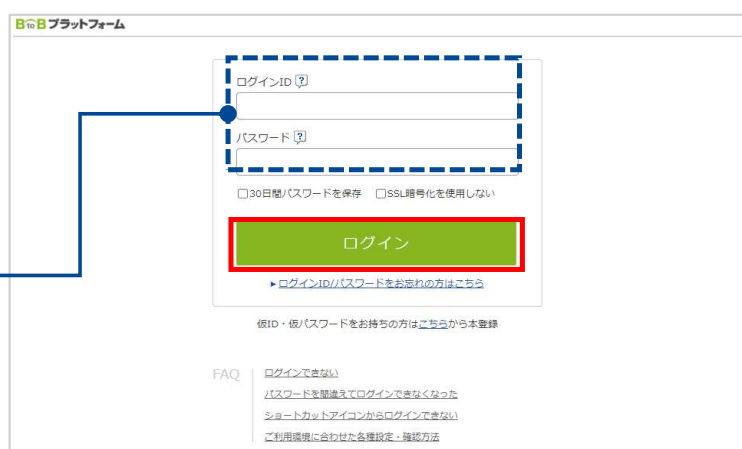 BtoBプラットフォーム
ログインID ?
パスワード ?
30日間パスワードを保存 SSL暗号化を使用しない
ログイン
▶ログインID/パスワードをお忘れの方はこちら
仮ID・仮パスワードをお持ちの方はこちらから本登録
FAQ
ログインできない
パスワードを間違えてログインできなくなった
ショートカットアイコンからログインできない
ご利用環境に合わせた各種設定・確認方法